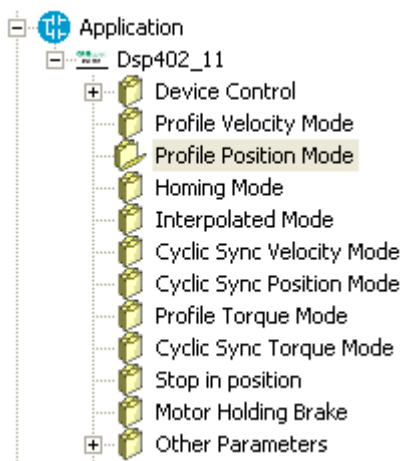 Application
Dsp402_11
Device Control
Profile Velocity Mode
Profile Position Mode
Homing Mode
Interpolated Mode
Cyclic Sync Velocity Mode
Cyclic Sync Position Mode
Profile Torque Mode
Cyclic Sync Torque Mode
Stop in position
Motor Holding Brake
Other Parameters